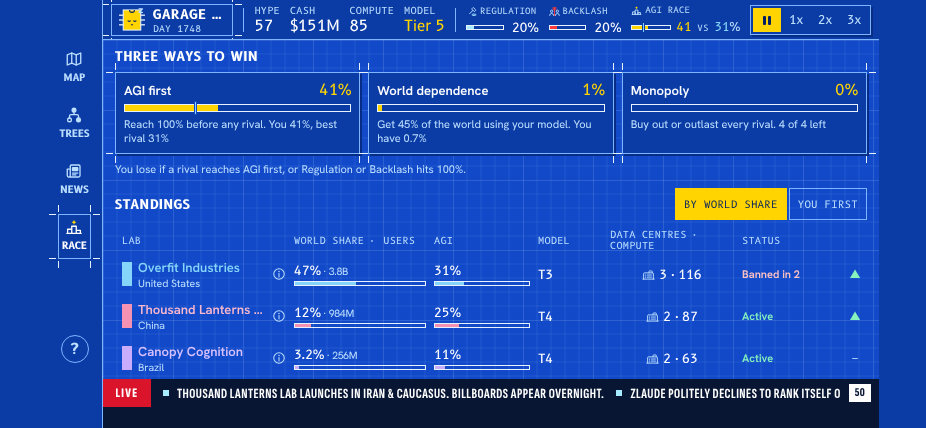 GARAGE ...
DAY 1748
HYPE CASH COMPUTE MODEL
57 $151M 85 Tier 5
REGULATION BACKLASH AGI RACE
20% 20% 41 VS 31%
1x 2x 3x
MAP
TREES
NEWS
RACE
?
THREE WAYS TO WIN
AGI first 41%
Reach 100% before any rival. You 41%, best
rival 31%
World dependence 1%
Get 45% of the world using your model. You
have 0.7%
Monopoly 0%
Buy out or outlast every rival. 4 of 4 left
You lose if a rival reaches AGI first, or Regulation or Backlash hits 100%.
STANDINGS
BY WORLD SHARE YOU FIRST
LAB WORLD SHARE · USERS AGI MODEL DATA CENTRES ·
COMPUTE STATUS
Overfit Industries
United States
47% · 3.8B 31% T3 3 · 116 Banned in 2
Thousand Lanterns ...
China
12% · 984M 25% T4 2 · 87 Active
Canopy Cognition
Brazil
3.2% · 256M 11% T4 2 · 63 Active –
LIVE THOUSAND LANTERNS LAB LAUNCHES IN IRAN & CAUCASUS. BILLBOARDS APPEAR OVERNIGHT. ZLAUDE POLITELY DECLINES TO RANK ITSELF O 50